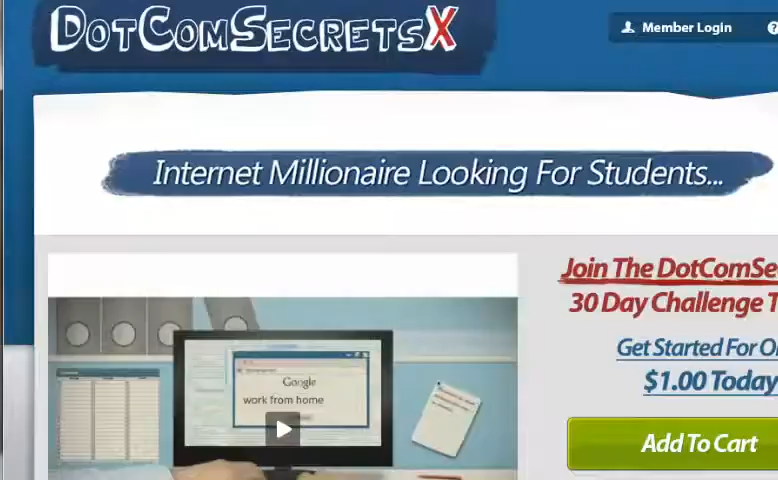 DotComSecretsX
Member Login
Internet Millionaire Looking For Students...
Join The DotComSe
30 Day Challenge T
Get Started For O
$1.00 Today
Add To Cart
Google
work from home